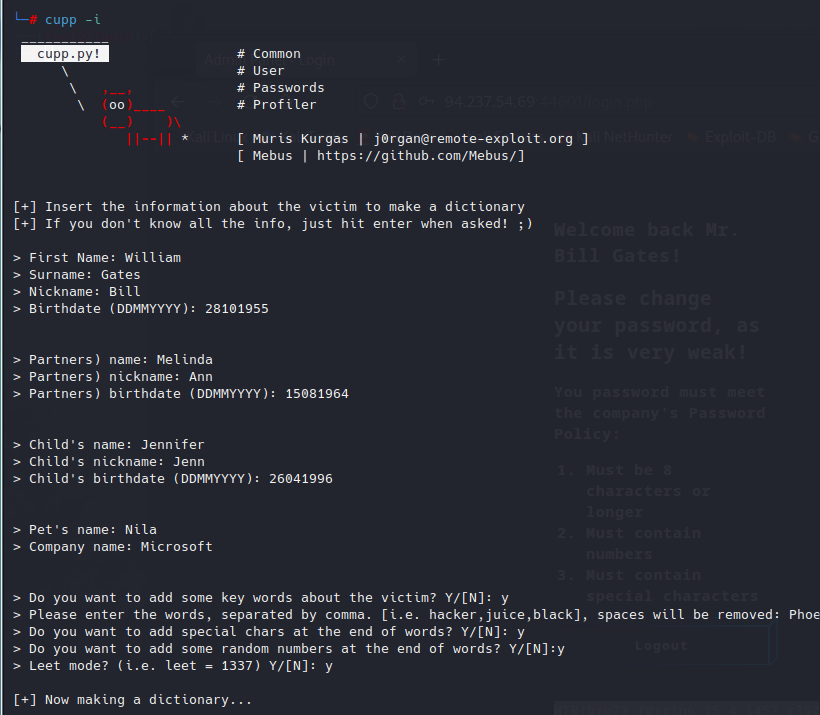 └─# cupp -i
___________
cupp.py! # Common
\ # User
\ ,__, # Passwords
\ (oo)____ # Profiler
(__) )\
||--|| * [ Muris Kurgas | j0rgan@remote-exploit.org ]
[ Mebus | https://github.com/Mebus/]
[+] Insert the information about the victim to make a dictionary
[+] If you don't know all the info, just hit enter when asked! ;)
> First Name: William
> Surname: Gates
> Nickname: Bill
> Birthdate (DDMMYYYY): 28101955
> Partners) name: Melinda
> Partners) nickname: Ann
> Partners) birthdate (DDMMYYYY): 15081964
> Child's name: Jennifer
> Child's nickname: Jenn
> Child's birthdate (DDMMYYYY): 26041996
> Pet's name: Nila
> Company name: Microsoft
> Do you want to add some key words about the victim? Y/[N]: y
> Please enter the words, separated by comma. [i.e. hacker,juice,black], spaces will be removed: Phoe
> Do you want to add special chars at the end of words? Y/[N]: y
> Do you want to add some random numbers at the end of words? Y/[N]:y
> Leet mode? (i.e. leet = 1337) Y/[N]: y
[+] Now making a dictionary...
Login
94.237.54.69
Kali NetHunter
Exploit-DB
Welcome back Mr.
Bill Gates!
Please change
your password, as
it is very weak!
You password must meet
the company's Password
Policy:
1. Must be 8
characters or
longer
2. Must contain
numbers
3. Must contain
special characters
Logout